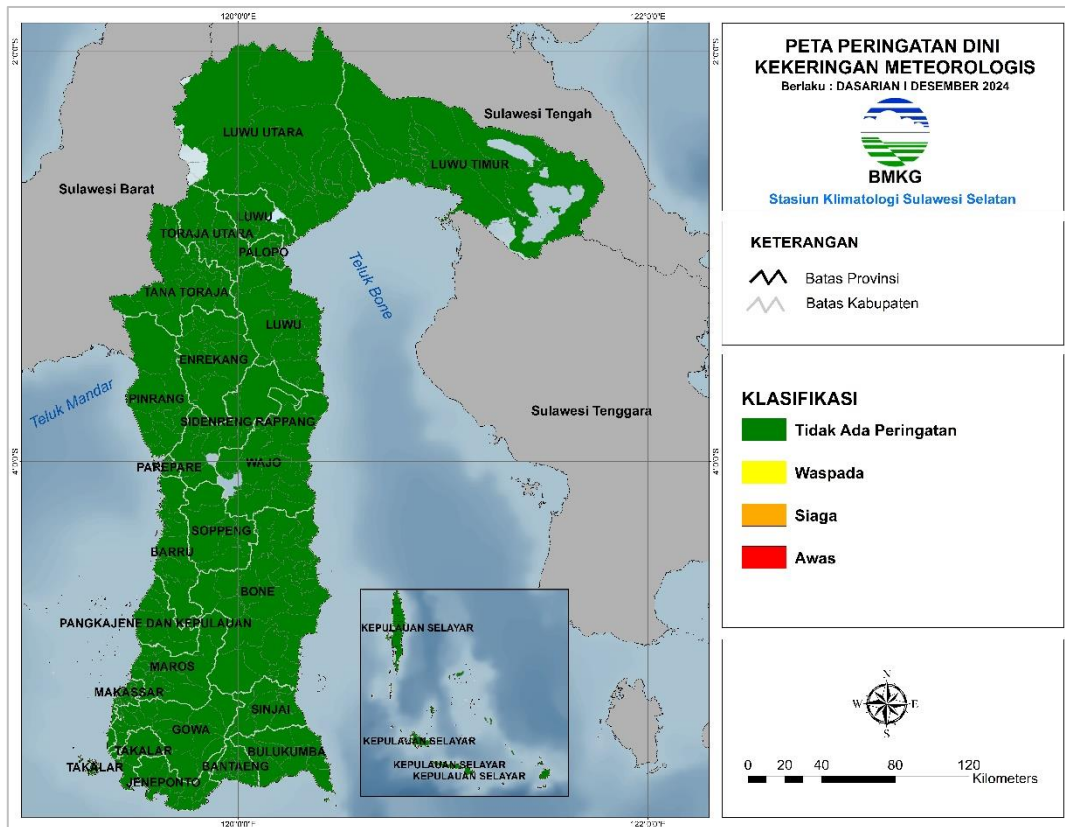 120°0'0"E
122°0'0"E
2°0'0"S
2°0'0"S
Sulawesi Tengah
LUWU UTARA
LUWU TIMUR
Sulawesi Barat
LUWU
TORAJA UTARA
PALOPO
Teluk Bone
TANA TORAJA
LUWU
ENREKANG
Teluk Mandar
PINRANG
Sulawesi Tenggara
SIDENRENG RAPPANG
4°0'0"S
4°0'0"S
PAREPARE
WAJO
SOPPENG
BARRU
BONE
PANGKAJENE DAN KEPULAUAN
KEPULAUAN SELAYAR
MAROS
MAKASSAR
SINJAI
GOWA
KEPULAUAN SELAYAR
TAKALAR
BULUKUMBA
TAKALAR
BANTAENG
KEPULAUAN SELAYAR
KEPULAUAN SELAYAR
JENEPONTO
120°0'0"E
122°0'0"E
PETA PERINGATAN DINI
KEKERINGAN METEOROLOGIS
Berlaku : DASARIAN I DESEMBER 2024
BMKG
Stasiun Klimatologi Sulawesi Selatan
KETERANGAN
Batas Provinsi
Batas Kabupaten
KLASIFIKASI
Tidak Ada Peringatan
Waspada
Siaga
Awas
N
W E
S
0 20 40 80 120
Kilometers